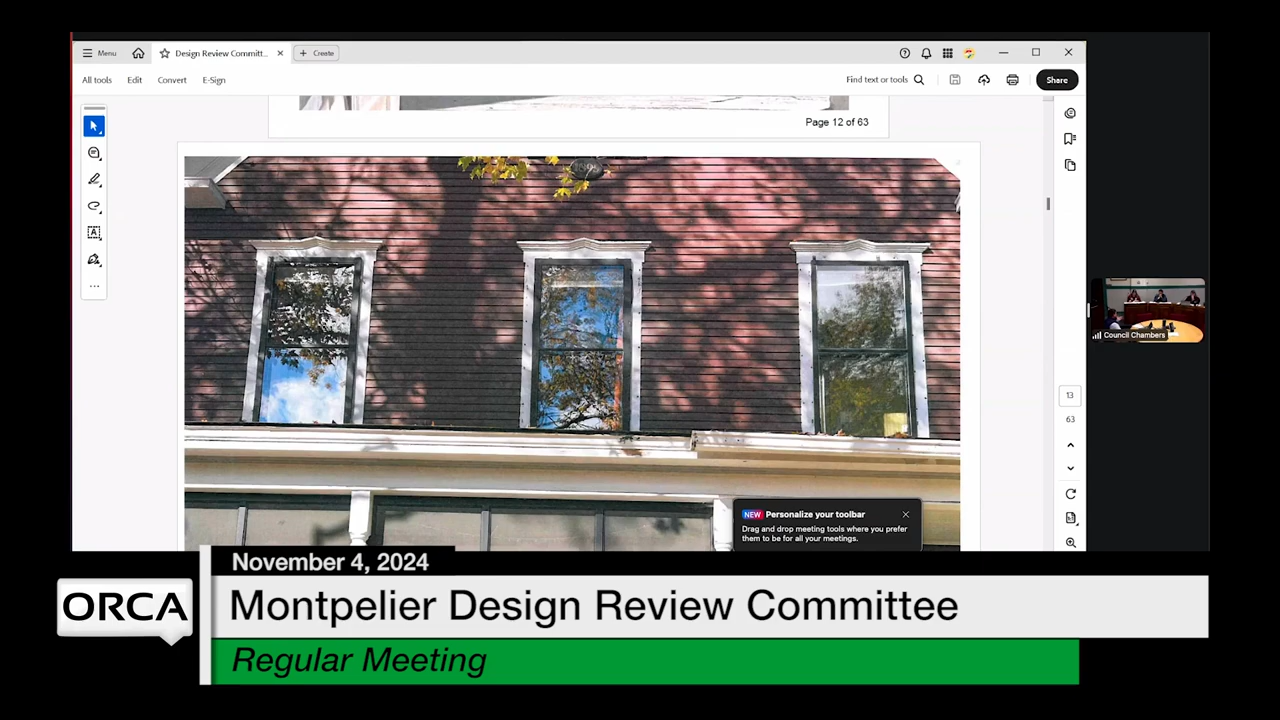 Menu
Design Review Committ...
Create
All tools
Edit
Convert
E-Sign
Find text or tools
Share
Page 12 of 63
13
63
Council Chambers
NEW Personalize your toolbar
Drag and drop meeting tools where you prefer
them to be for all your meetings.
November 4, 2024
ORCA
Montpelier Design Review Committee
Regular Meeting